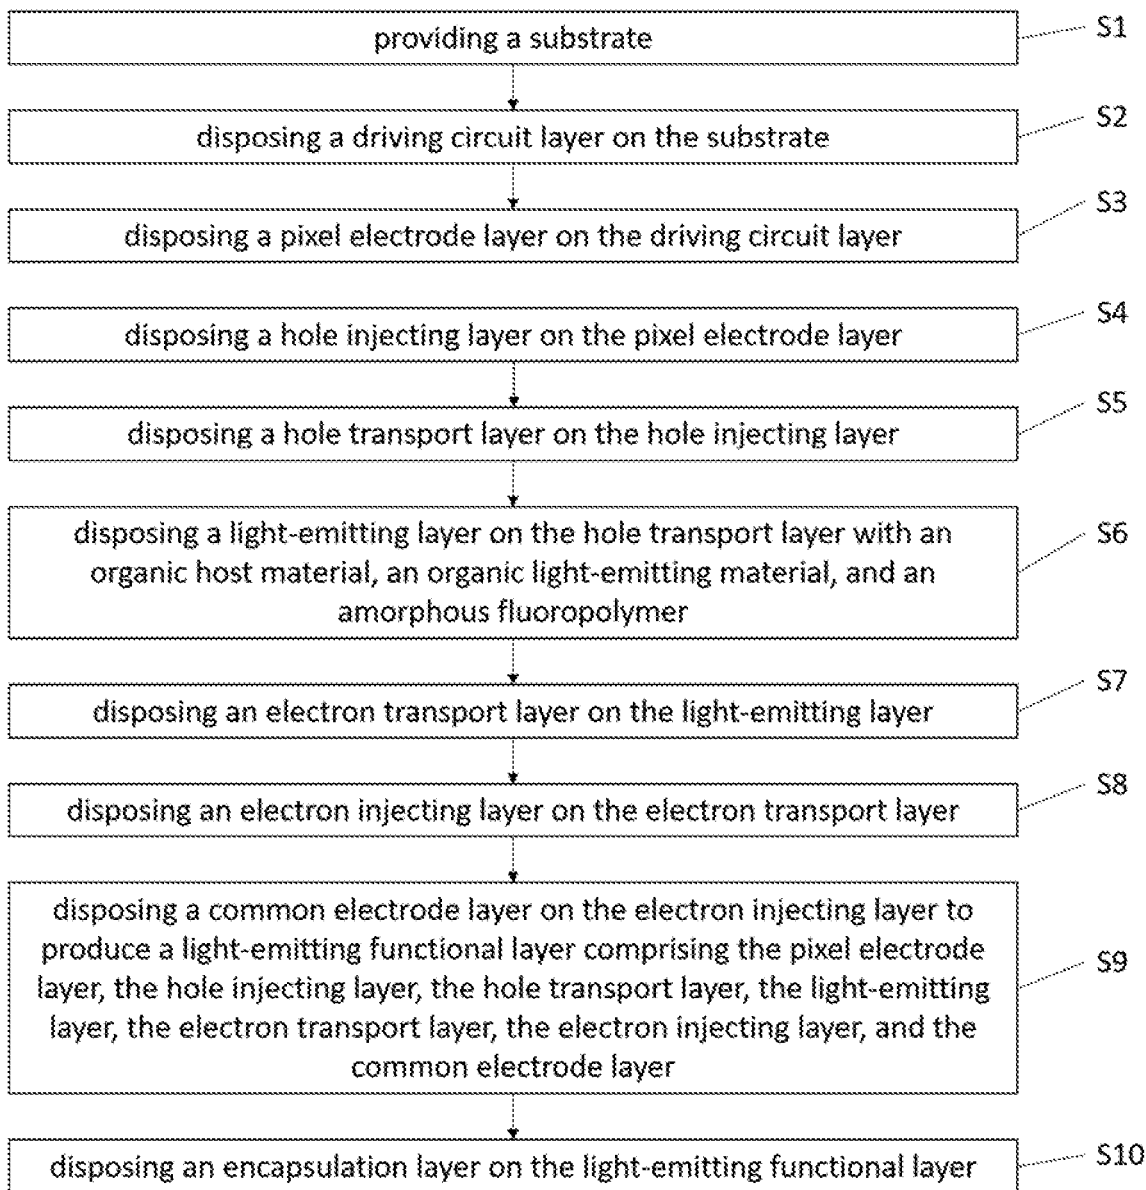 providing a substrate
S1
disposing a driving circuit layer on the substrate
S2
disposing a pixel electrode layer on the driving circuit layer
S3
disposing a hole injecting layer on the pixel electrode layer
S4
disposing a hole transport layer on the hole injecting layer
S5
disposing a light-emitting layer on the hole transport layer with an
organic host material, an organic light-emitting material, and an
amorphous fluoropolymer
S6
disposing an electron transport layer on the light-emitting layer
S7
disposing an electron injecting layer on the electron transport layer
S8
disposing a common electrode layer on the electron injecting layer to
produce a light-emitting functional layer comprising the pixel electrode
layer, the hole injecting layer, the hole transport layer, the light-emitting
layer, the electron transport layer, the electron injecting layer, and the
common electrode layer
S9
disposing an encapsulation layer on the light-emitting functional layer
S10